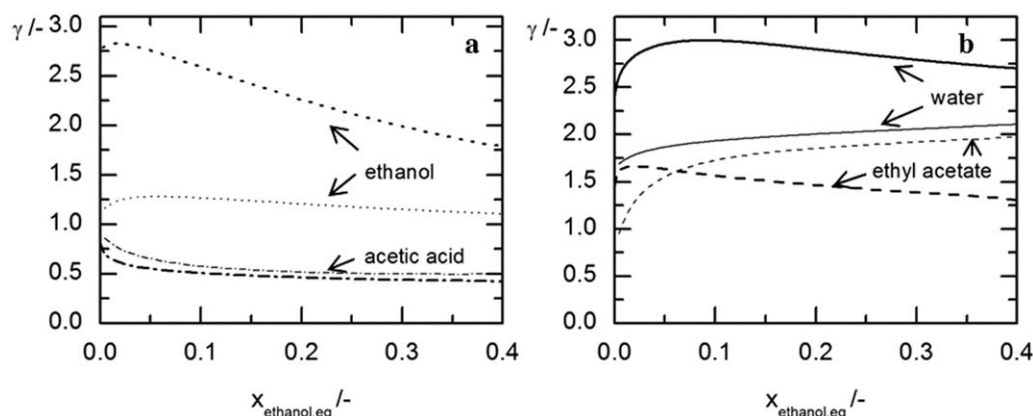 γ /-
a
3.0
2.5
2.0
1.5
1.0
0.5
0.0
ethanol
acetic acid
0.0 0.1 0.2 0.3 0.4
x ethanol,eq /-
γ /-
b
3.0
2.5
2.0
1.5
1.0
0.5
0.0
water
ethyl acetate
0.0 0.1 0.2 0.3 0.4
x ethanol,eq /-